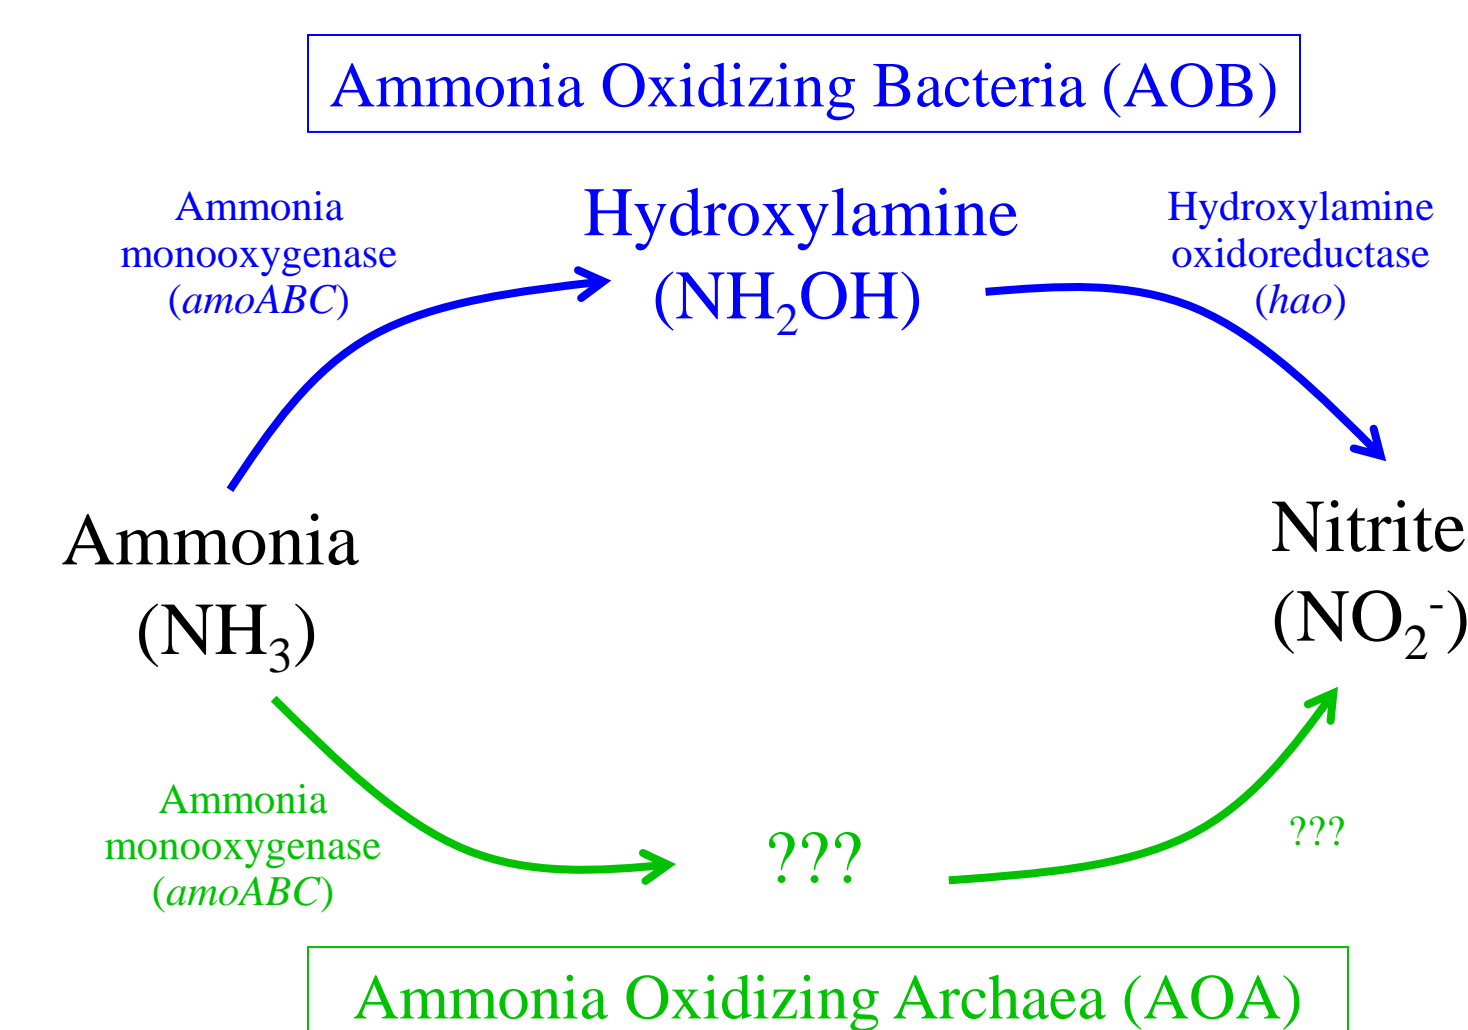 Ammonia Oxidizing Bacteria (AOB)
Ammonia
monooxygenase
(amoABC)
Hydroxylamine
(NH₂OH)
Hydroxylamine
oxidoreductase
(hao)
Ammonia
(NH₃)
Nitrite
(NO₂⁻)
Ammonia
monooxygenase
(amoABC)
???
???
Ammonia Oxidizing Archaea (AOA)